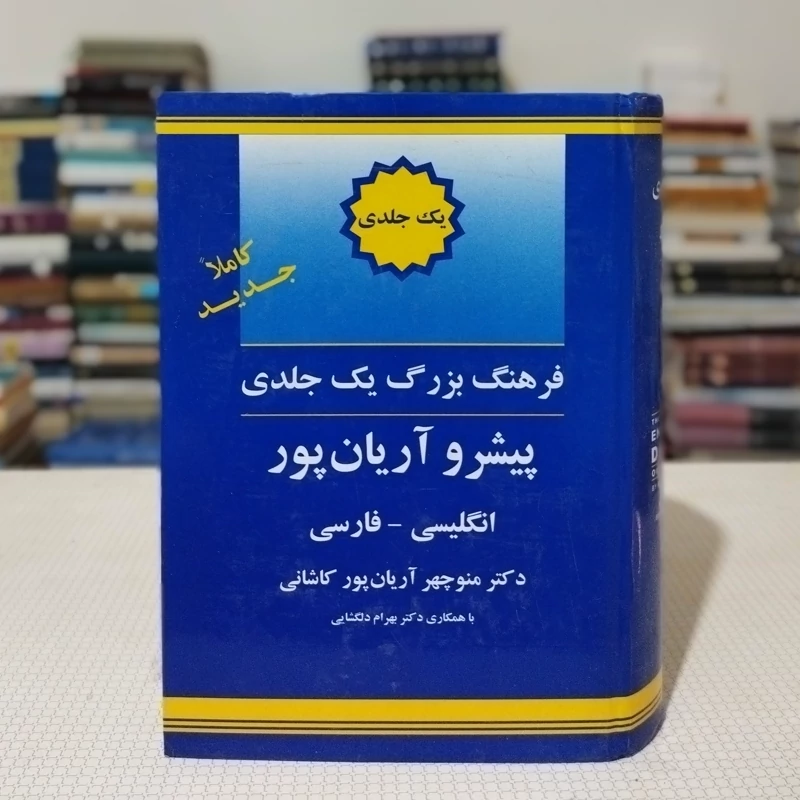 یک جلدی
کاملاً
جدید
فرهنگ بزرگ یک جلدی
پیشرو آریان‌پور
انگلیسی - فارسی
دکتر منوچهر آریان‌پور کاشانی
با همکاری دکتر بهرام دلگشایی